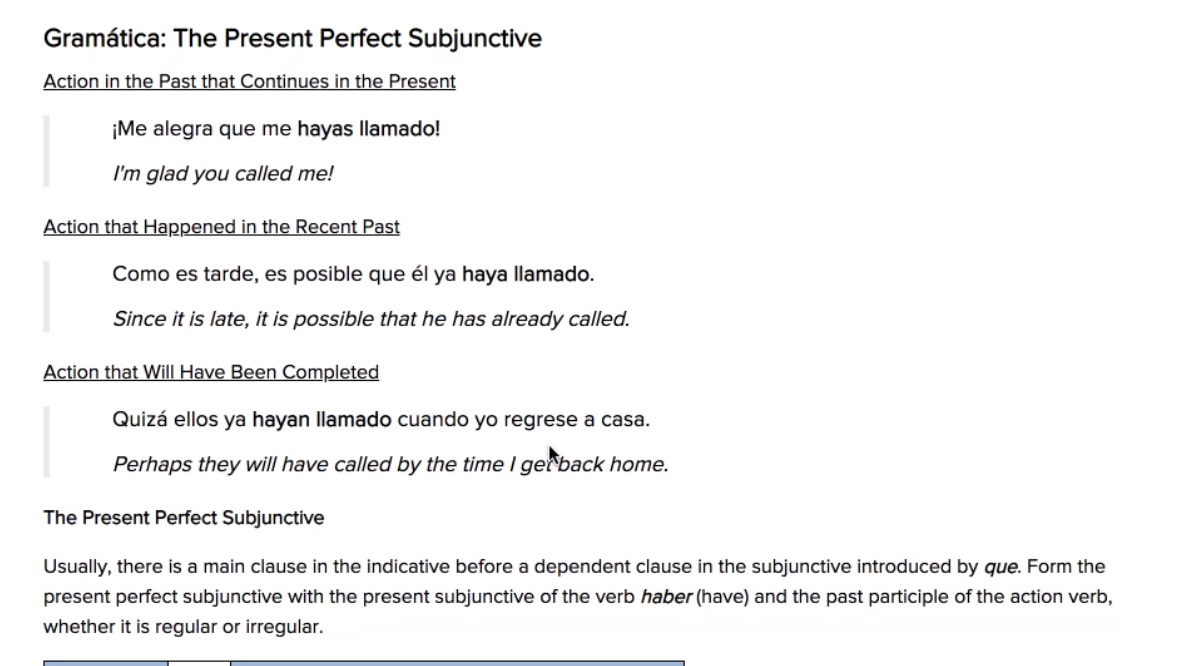 Gramática: The Present Perfect Subjunctive
Action in the Past that Continues in the Present
¡Me alegra que me hayas llamado!
I'm glad you called me!
Action that Happened in the Recent Past
Como es tarde, es posible que él ya haya llamado.
Since it is late, it is possible that he has already called.
Action that Will Have Been Completed
Quizá ellos ya hayan llamado cuando yo regrese a casa.
Perhaps they will have called by the time I get back home.
The Present Perfect Subjunctive
Usually, there is a main clause in the indicative before a dependent clause in the subjunctive introduced by que. Form the
present perfect subjunctive with the present subjunctive of the verb haber (have) and the past participle of the action verb,
whether it is regular or irregular.